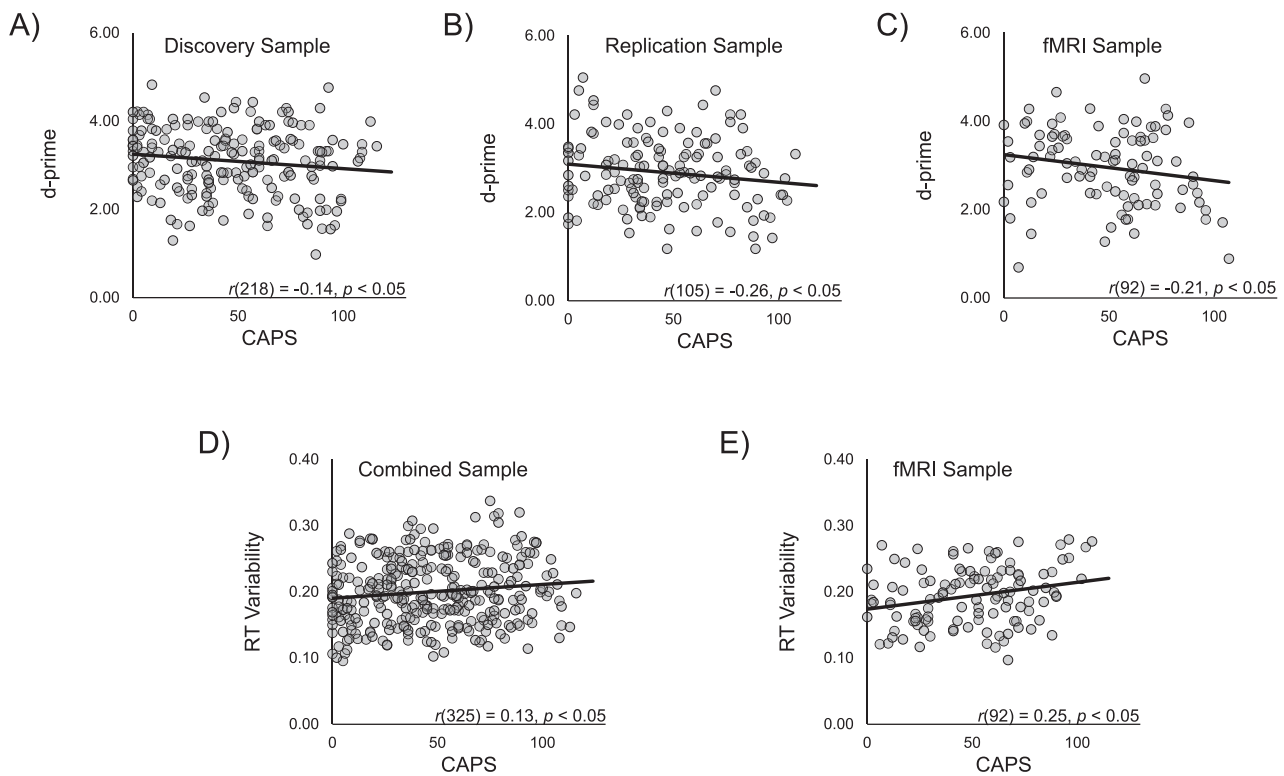 A)
Discovery Sample
6.00
4.00
2.00
0.00
d-prime
r(218) = -0.14, p < 0.05
0 50 100
CAPS
B)
Replication Sample
6.00
4.00
2.00
0.00
d-prime
r(105) = -0.26, p < 0.05
0 50 100
CAPS
C)
fMRI Sample
6.00
4.00
2.00
0.00
d-prime
r(92) = -0.21, p < 0.05
0 50 100
CAPS
D)
Combined Sample
0.40
0.30
0.20
0.10
0.00
RT Variability
r(325) = 0.13, p < 0.05
0 50 100
CAPS
E)
fMRI Sample
0.40
0.30
0.20
0.10
0.00
RT Variability
r(92) = 0.25, p < 0.05
0 50 100
CAPS